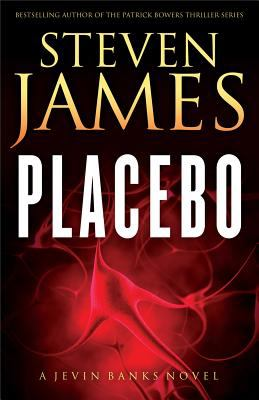 BESTSELLING AUTHOR OF THE PATRICK BOWERS THRILLER SERIES
STEVEN
JAMES
PLACEBO
A JEVIN BANKS NOVEL